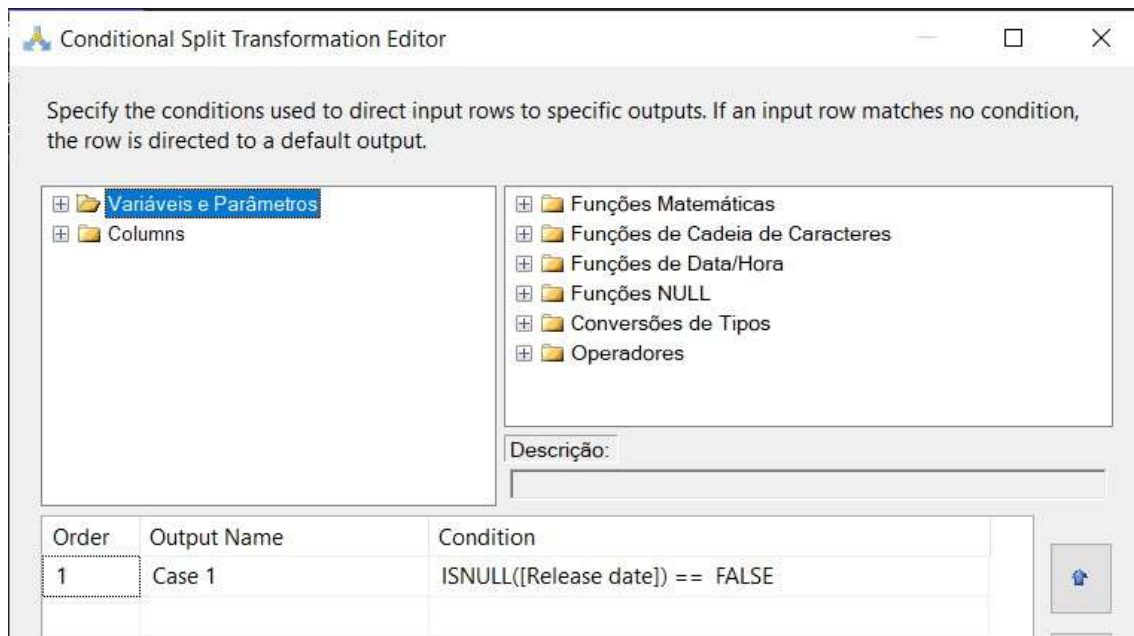 Conditional Split Transformation Editor
Specify the conditions used to direct input rows to specific outputs. If an input row matches no condition,
the row is directed to a default output.
Variáveis e Parâmetros
Columns
Funções Matemáticas
Funções de Cadeia de Caracteres
Funções de Data/Hora
Funções NULL
Conversões de Tipos
Operadores
Descrição:
Order Output Name Condition
1 Case 1 ISNULL([Release date]) == FALSE